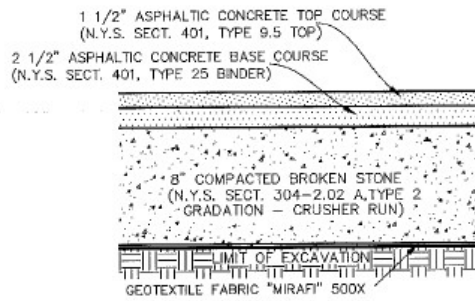 1 1/2" ASPHALTIC CONCRETE TOP COURSE
(N.Y.S. SECT. 401, TYPE 9.5 TOP)
2 1/2" ASPHALTIC CONCRETE BASE COURSE
(N.Y.S. SECT. 401, TYPE 25 BINDER)
8" COMPACTED BROKEN STONE
(N.Y.S. SECT. 304-2.02 A,TYPE 2
GRADATION - CRUSHER RUN)
LIMIT OF EXCAVATION
GEOTEXTILE FABRIC "MIRAFI" 500X